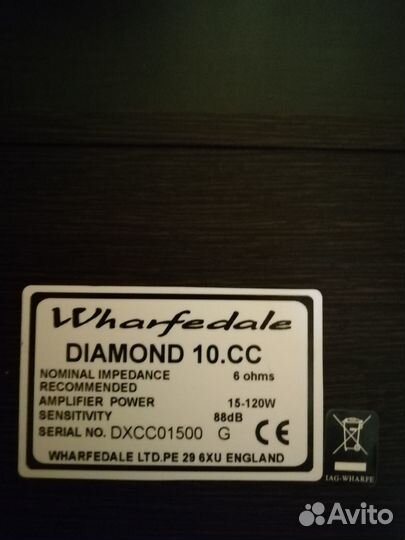 Wharfedale
DIAMOND 10.CC
NOMINAL IMPEDANCE 6 ohms
RECOMMENDED
AMPLIFIER POWER 15-120W
SENSITIVITY 88dB
SERIAL NO. DXCC01500 G CE
WHARFEDALE LTD.PE 29 6XU ENGLAND
IAG-WHARFE
Avito